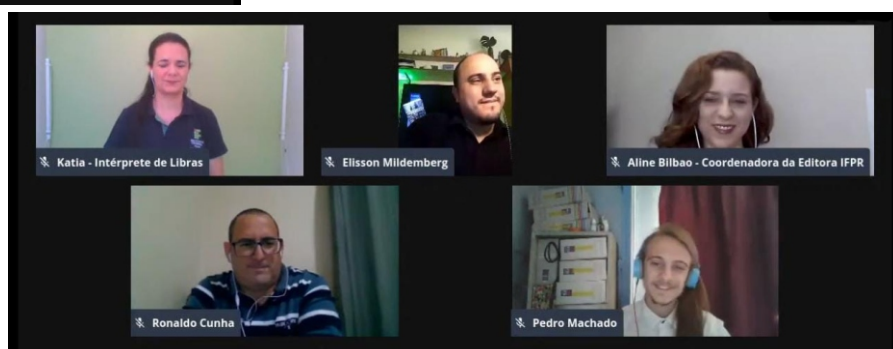 Katia - Intérprete de Libras
Elisson Mildemberg
Aline Bilbao - Coordenadora da Editora IFPR
Ronaldo Cunha
Pedro Machado